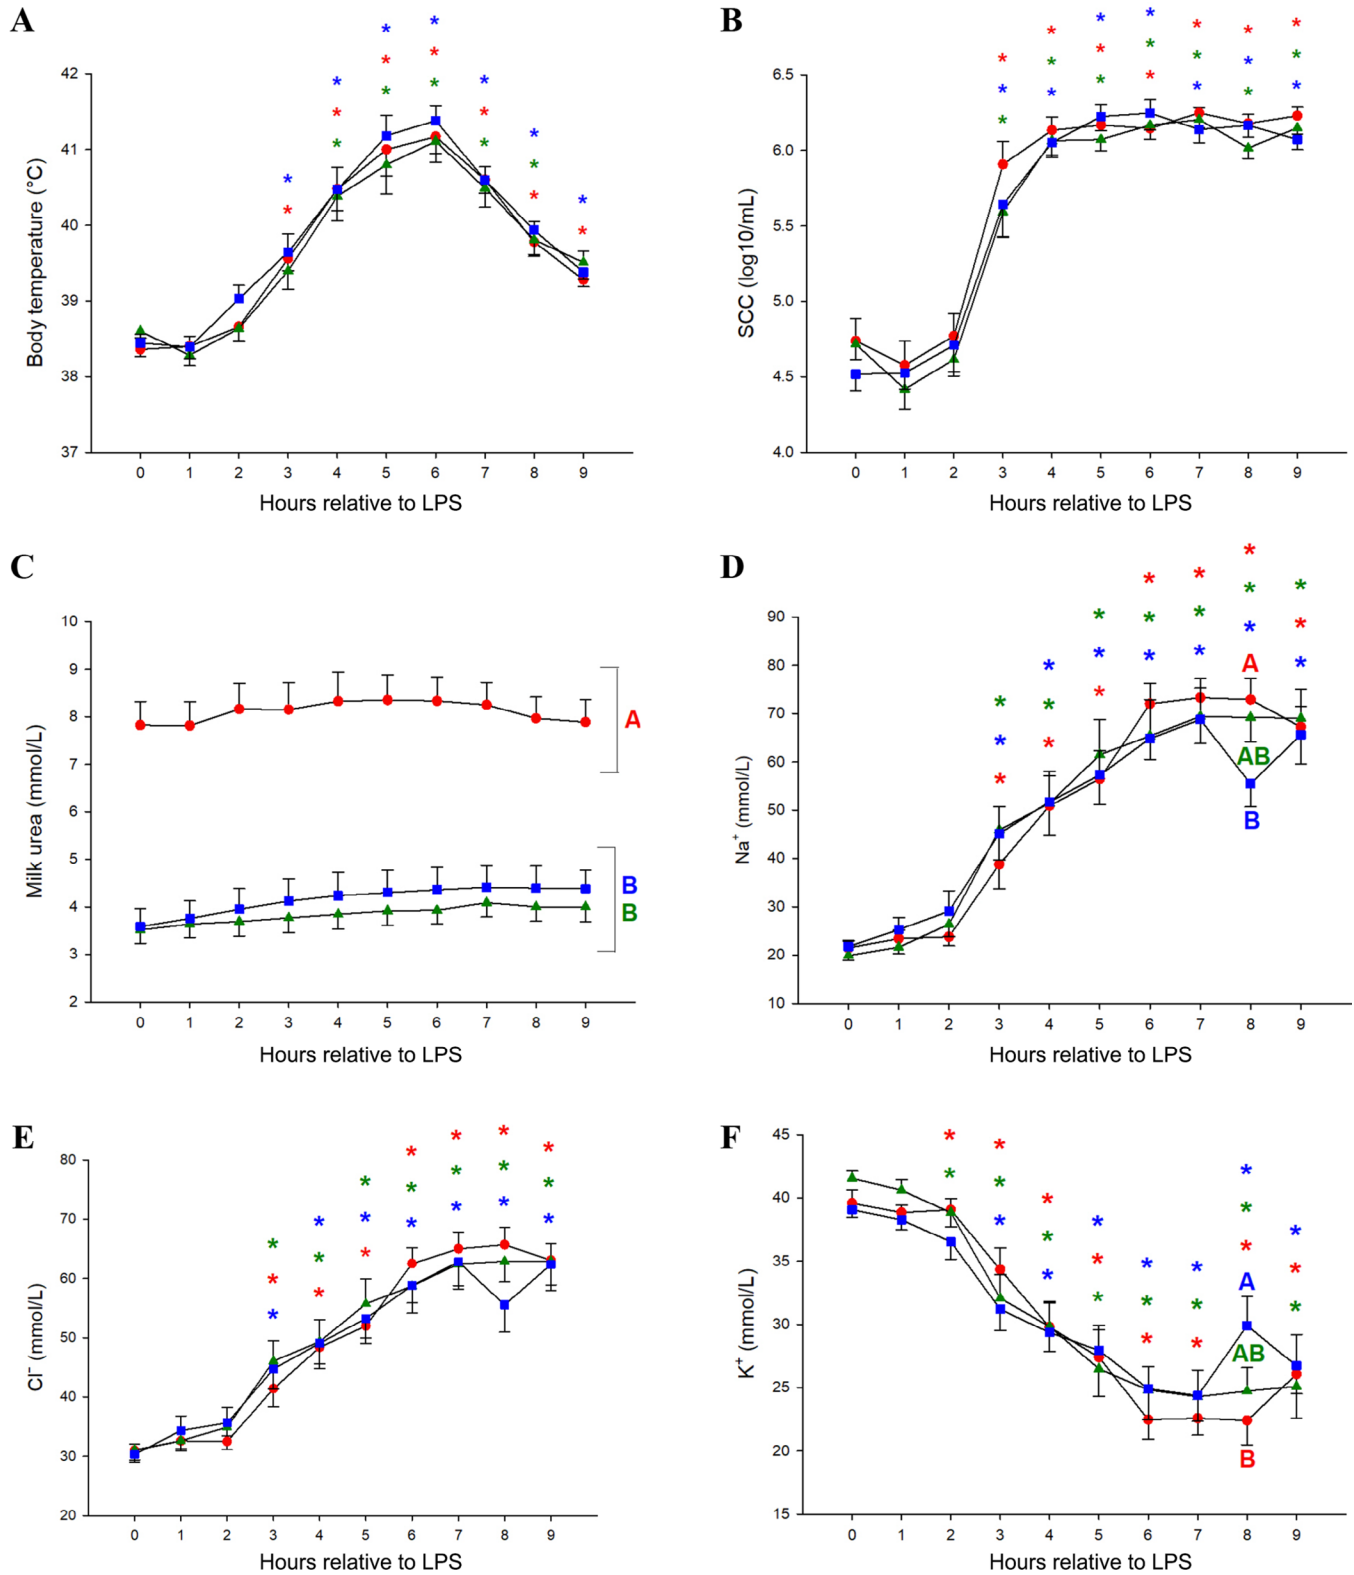 A
Body temperature (°C)
42
41
40
39
38
37
* * * * * * * * * * * * * * * * * * * *
0 1 2 3 4 5 6 7 8 9
Hours relative to LPS
B
SCC (log10/mL)
6.5
6.0
5.5
5.0
4.5
4.0
* * * * * * * * * * * * * * * * * * * * *
0 1 2 3 4 5 6 7 8 9
Hours relative to LPS
C
Milk urea (mmol/L)
10
9
8
7
6
5
4
3
2
A
B
B
0 1 2 3 4 5 6 7 8 9
Hours relative to LPS
D
Na+ (mmol/L)
90
80
70
60
50
40
30
20
10
* * * * * * * * * * * * * * * * * * * * *
A
AB
B
0 1 2 3 4 5 6 7 8 9
Hours relative to LPS
E
Cl- (mmol/L)
80
70
60
50
40
30
20
* * * * * * * * * * * * * * * * * * * * *
0 1 2 3 4 5 6 7 8 9
Hours relative to LPS
F
K+ (mmol/L)
45
40
35
30
25
20
15
* * * * * * * * * * * * * * * * * * * * * * *
A
AB
B
0 1 2 3 4 5 6 7 8 9
Hours relative to LPS